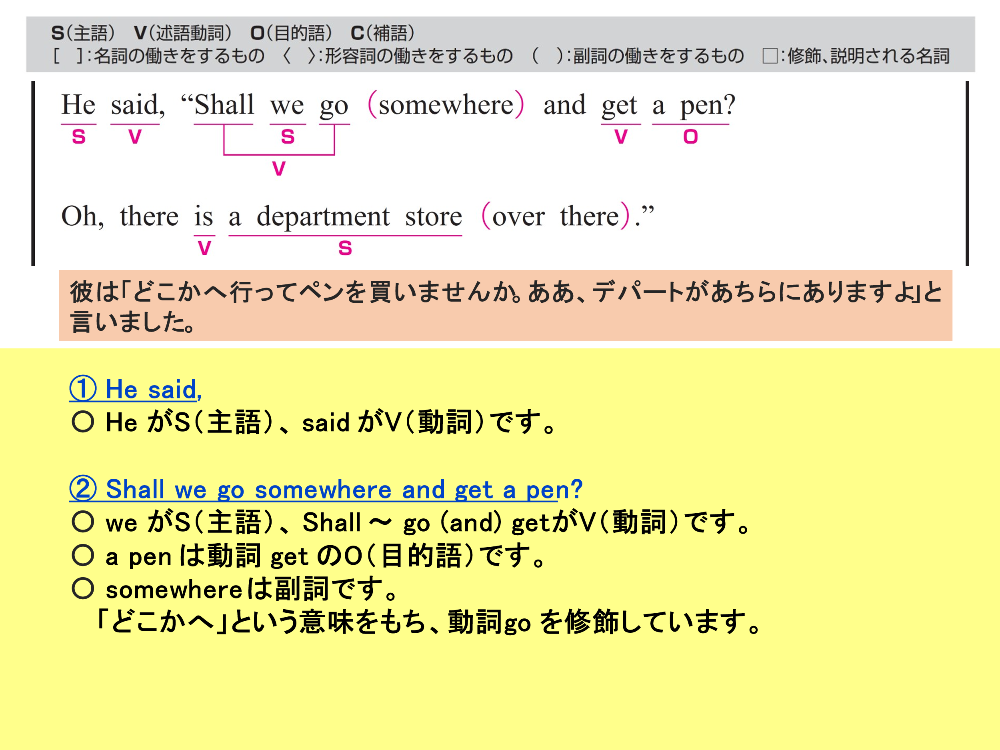 S(主語) V(述語動詞) O(目的語) C(補語)
[ ]:名詞の働きをするもの 〈 〉:形容詞の働きをするもの ( ):副詞の働きをするもの □:修飾、説明される名詞
He said, “Shall we go (somewhere) and get a pen?
S V S V O
V
Oh, there is a department store (over there).”
V S
彼は「どこかへ行ってペンを買いませんか。ああ、デパートがあちらにありますよ」と
言いました。
① He said,
○ He がS(主語)、said がV(動詞)です。
② Shall we go somewhere and get a pen?
○ we がS(主語)、Shall ~ go (and) getがV(動詞)です。
○ a pen は動詞 get のO(目的語)です。
○ somewhereは副詞です。
「どこかへ」という意味をもち、動詞go を修飾しています。